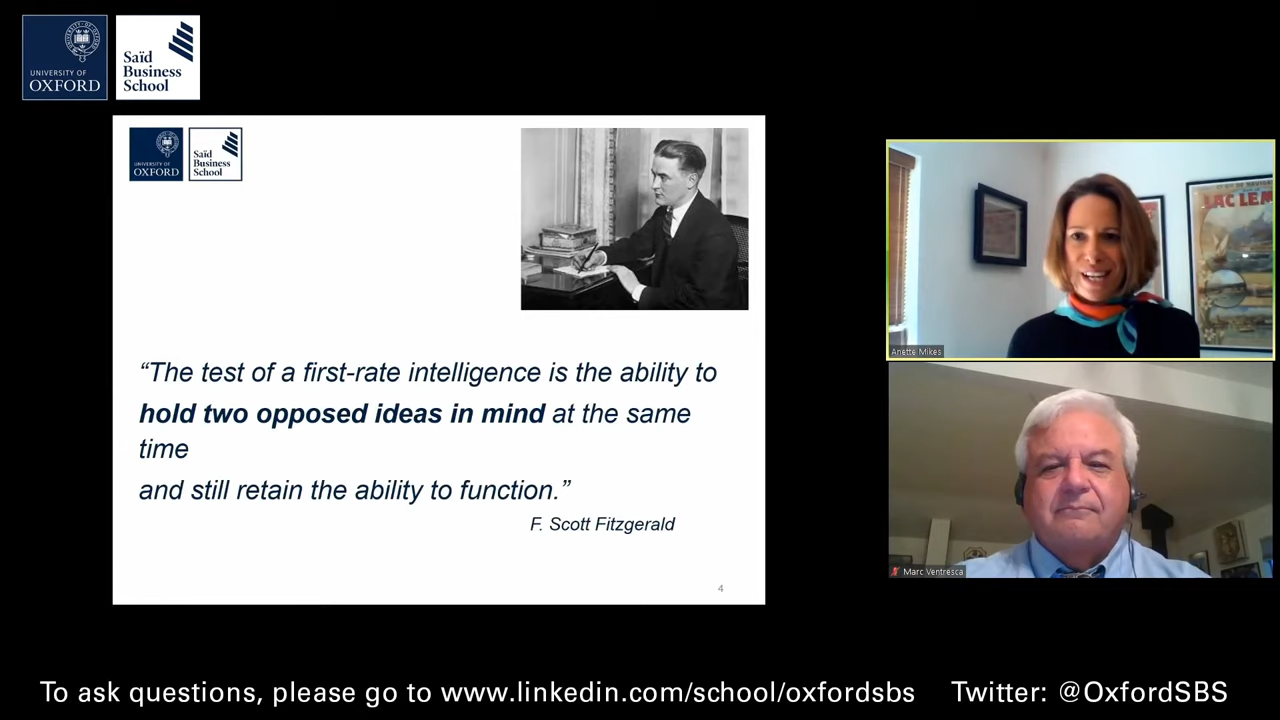 UNIVERSITY OF
OXFORD
Saïd
Business
School
UNIVERSITY OF
OXFORD
Saïd
Business
School
“The test of a first-rate intelligence is the ability to
hold two opposed ideas in mind at the same
time
and still retain the ability to function.”
F. Scott Fitzgerald
4
LAC LEM
Anette Mikes
Marc Ventresca
To ask questions, please go to www.linkedin.com/school/oxfordsbs Twitter: @OxfordSBS